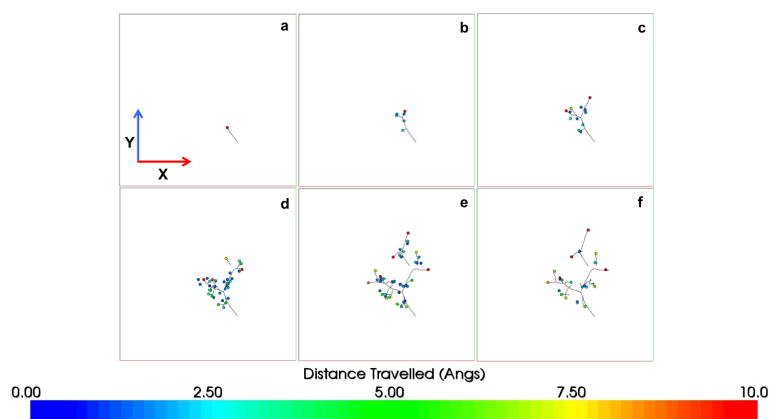 a
b
c
Y
X
d
e
f
Distance Travelled (Angs)
0.00 2.50 5.00 7.50 10.0